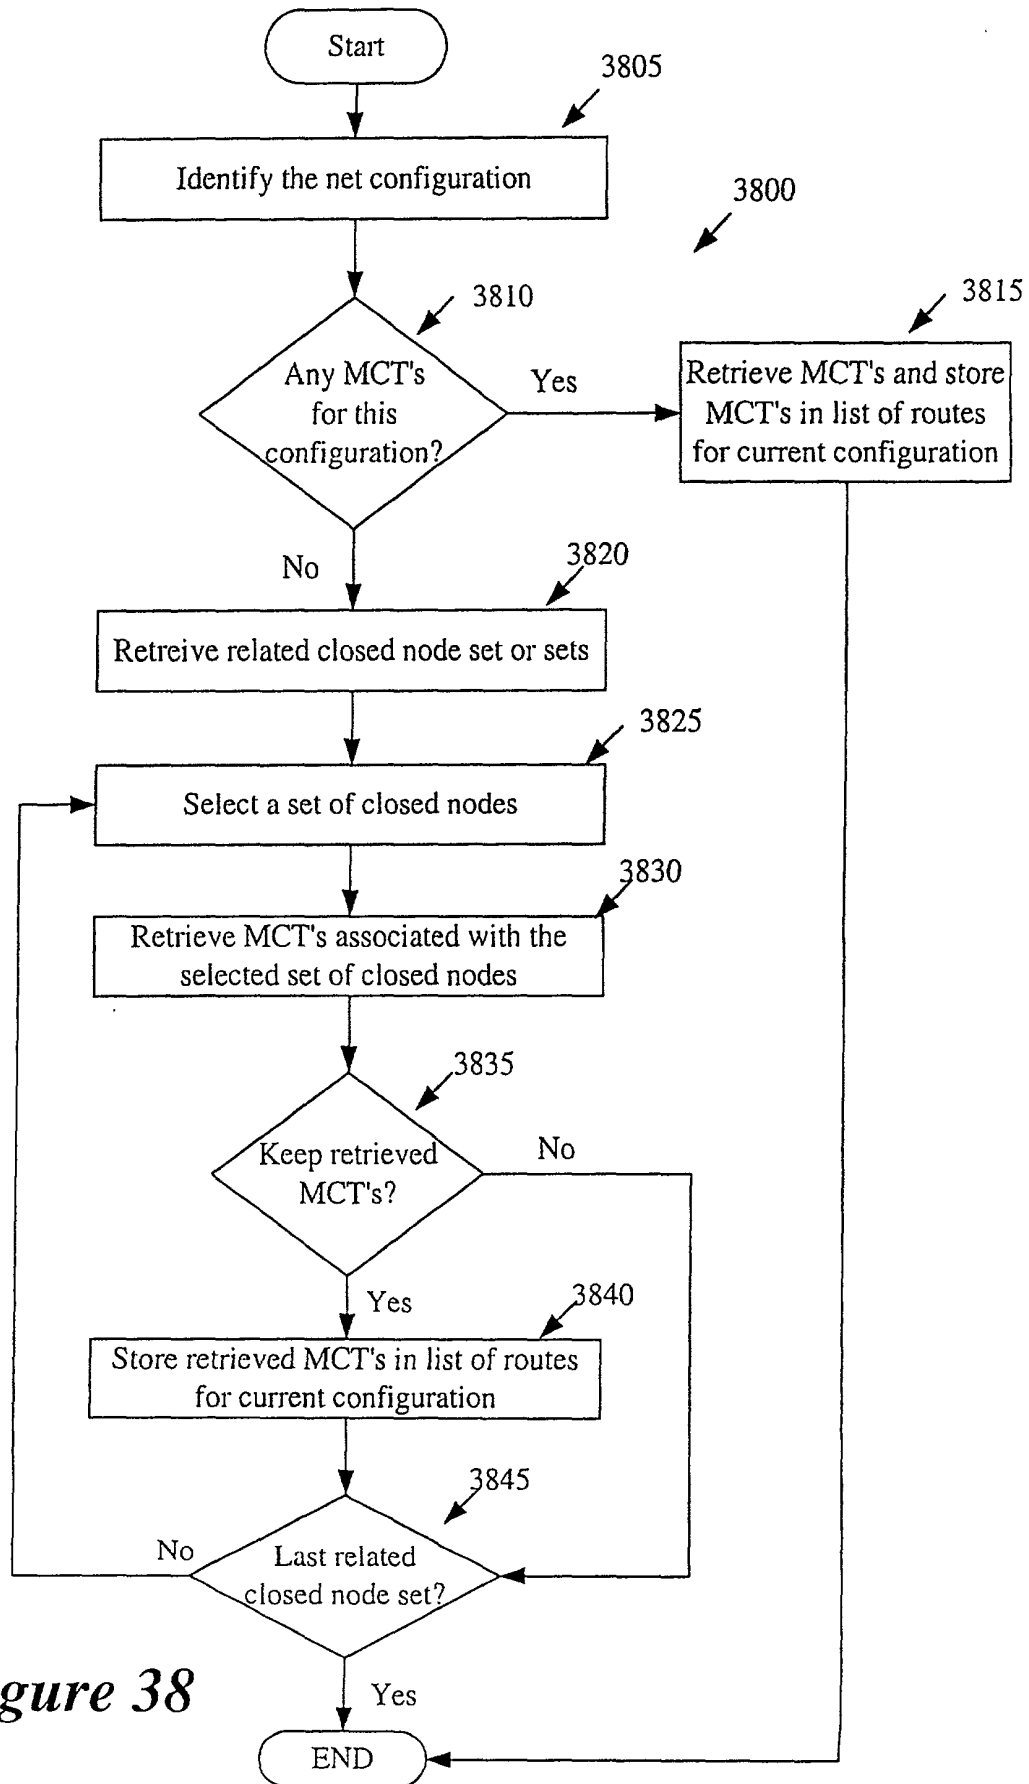 Start
3805
Identify the net configuration
3800
3810
3815
Any MCT's
for this
configuration?
Yes
Retrieve MCT's and store
MCT's in list of routes
for current configuration
No
3820
Retreive related closed node set or sets
3825
Select a set of closed nodes
3830
Retrieve MCT's associated with the
selected set of closed nodes
3835
Keep retrieved
MCT's?
No
Yes
3840
Store retrieved MCT's in list of routes
for current configuration
3845
No
Last related
closed node set?
gure 38
Yes
END